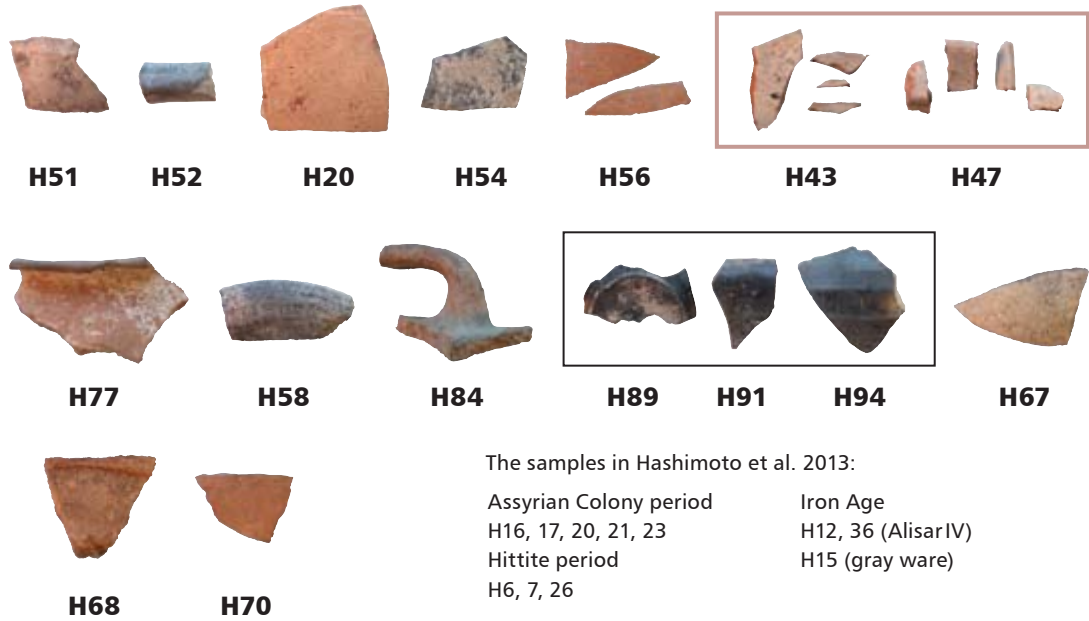 H51 H52 H20 H54 H56 H43 H47
H77 H58 H84 H89 H91 H94 H67
The samples in Hashimoto et al. 2013:
Assyrian Colony period
H16, 17, 20, 21, 23
Hittite period
H6, 7, 26
Iron Age
H12, 36 (Alisar IV)
H15 (gray ware)
H68 H70